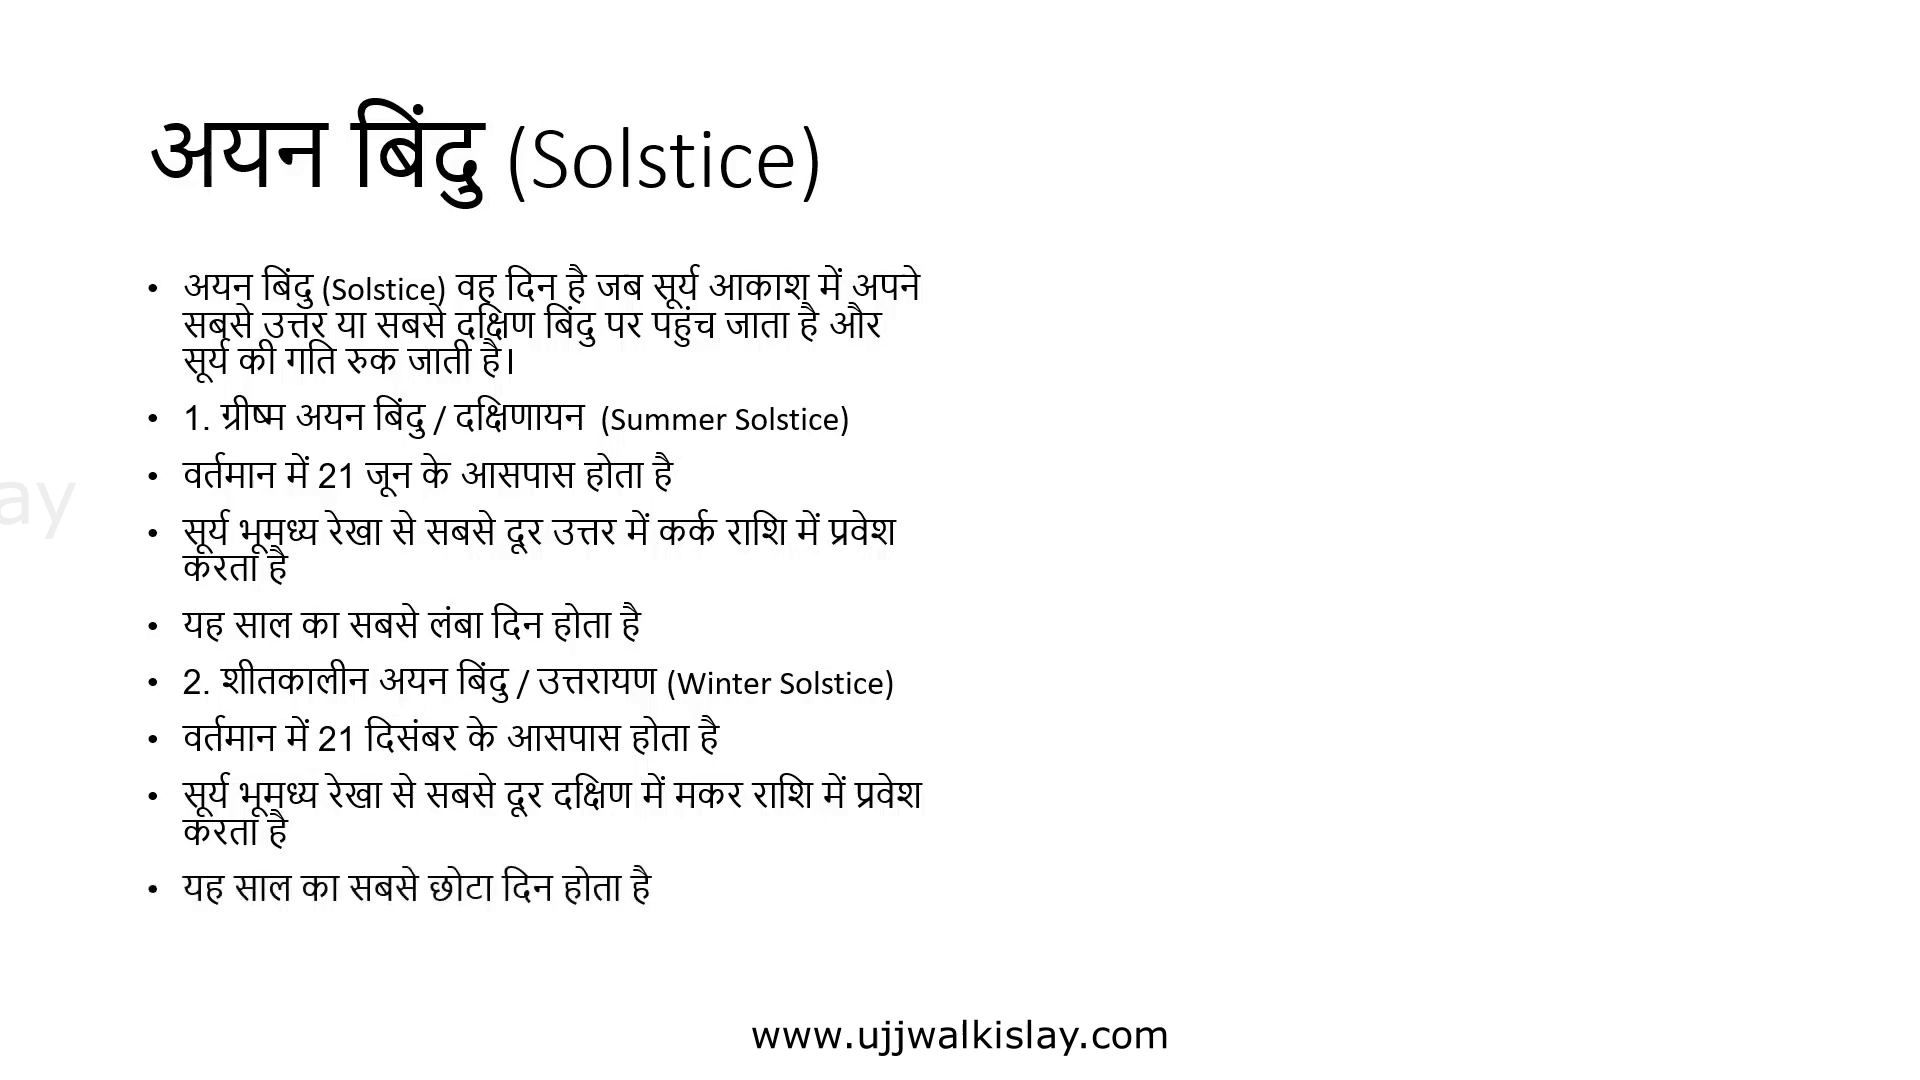 अयन बिंदु (Solstice)
• अयन बिंदु (Solstice) वह दिन है जब सूर्य आकाश में अपने
सबसे उत्तर या सबसे दक्षिण बिंदु पर पहुंच जाता है और
सूर्य की गति रुक जाती है।
• 1. ग्रीष्म अयन बिंदु / दक्षिणायन (Summer Solstice)
• वर्तमान में 21 जून के आसपास होता है
• सूर्य भूमध्य रेखा से सबसे दूर उत्तर में कर्क राशि में प्रवेश
करता है
lay
• यह साल का सबसे लंबा दिन होता है
• 2. शीतकालीन अयन बिंदु / उत्तरायण (Winter Solstice)
• वर्तमान में 21 दिसंबर के आसपास होता है
• सूर्य भूमध्य रेखा से सबसे दूर दक्षिण में मकर राशि में प्रवेश
करता है
• यह साल का सबसे छोटा दिन होता है
www.ujjwalkislay.com